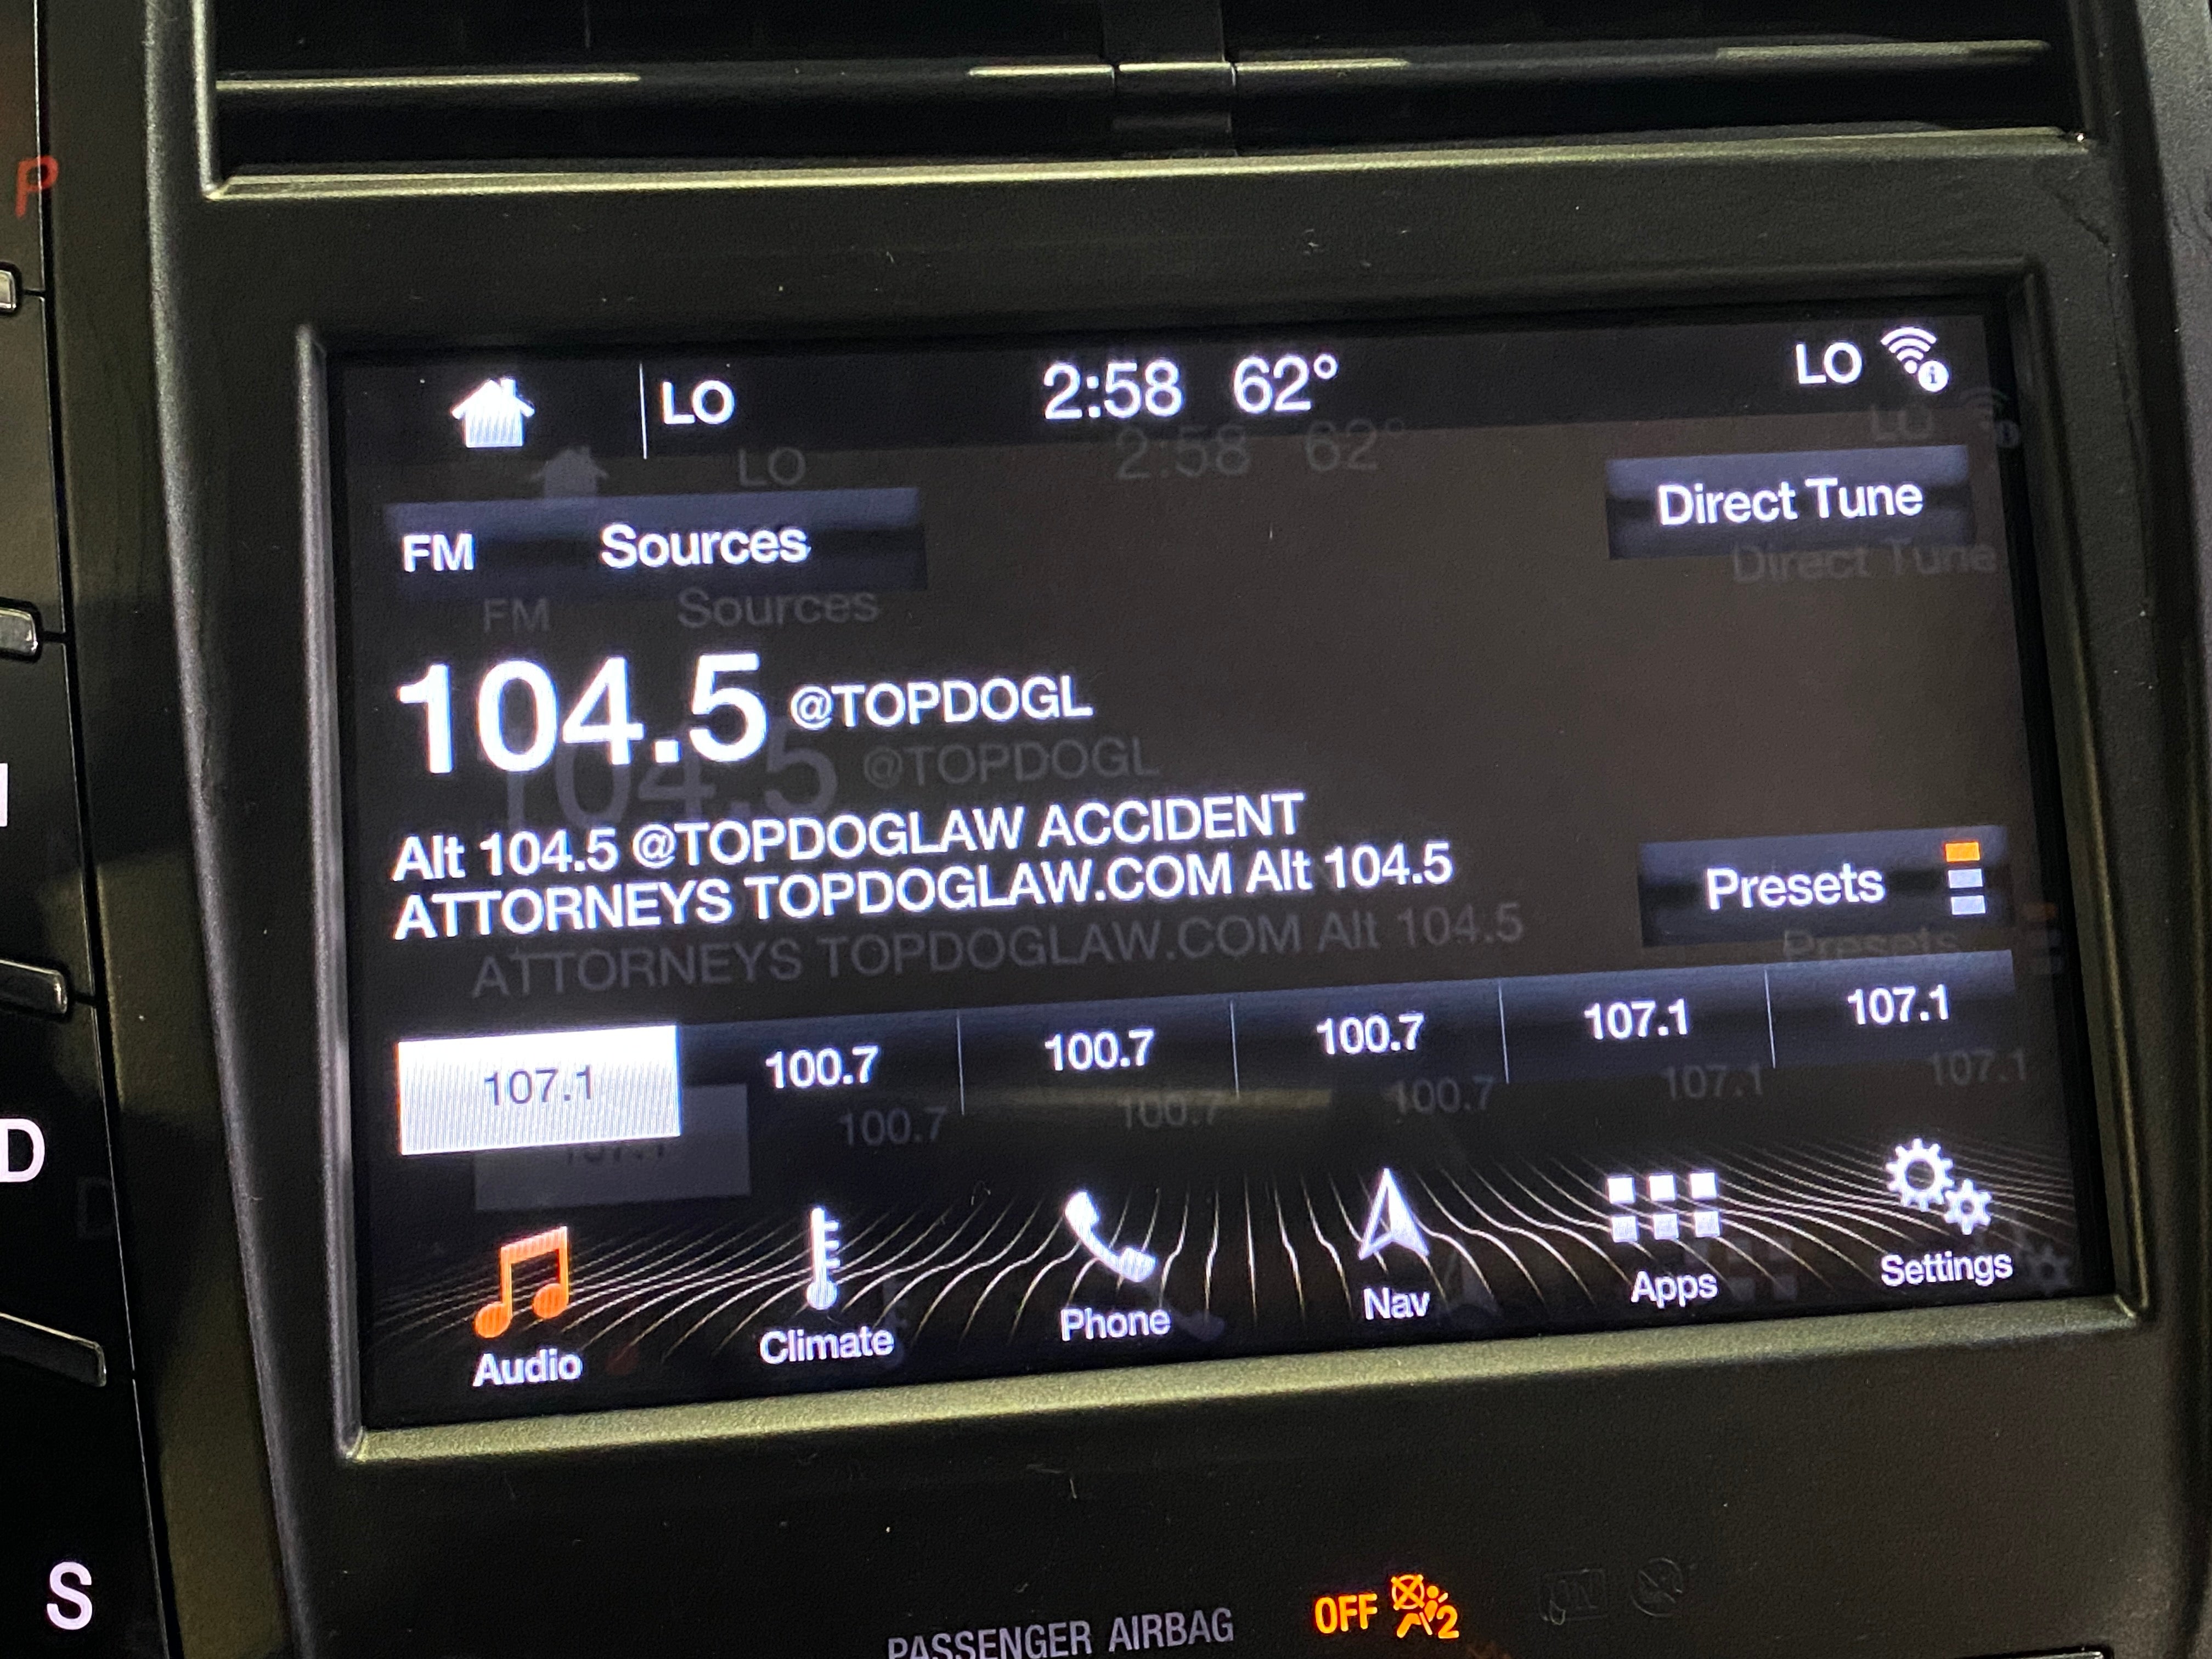 P
LO 2:58 62° LO
FM Sources Direct Tune
104.5 @TOPDOGL
Alt 104.5 @TOPDOGLAW ACCIDENT
ATTORNEYS TOPDOGLAW.COM Alt 104.5
Presets
107.1 100.7 100.7 100.7 107.1 107.1
Audio Climate Phone Nav Apps Settings
D
S
PASSENGER AIRBAG OFF 2 ON